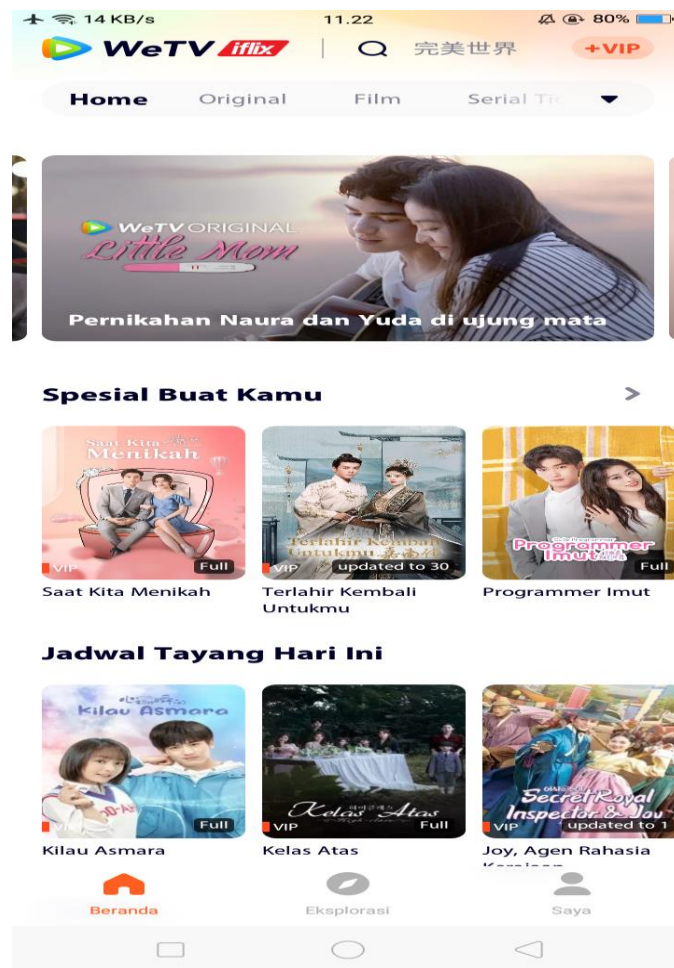 14 KB/s
11.22
80%
WeTV iflix
完美世界
+VIP
Home
Original
Film
Serial
WeTV ORIGINAL
Little Mom
Pernikahan Naura dan Yuda di ujung mata
Spesial Buat Kamu
Saat Kita
Menikah
VIP
Full
Terlahir Kembali
Untukmu
VIP
updated to 30
Programmer
Imut
Full
Saat Kita Menikah
Terlahir Kembali
Untukmu
Programmer Imut
Jadwal Tayang Hari Ini
Kilau Asmara
VIP
Full
Kelas Atas
VIP
Full
Secret Royal
Inspector & Joy
VIP
updated to 1
Kilau Asmara
Kelas Atas
Joy, Agen Rahasia
Beranda
Eksplorasi
Saya